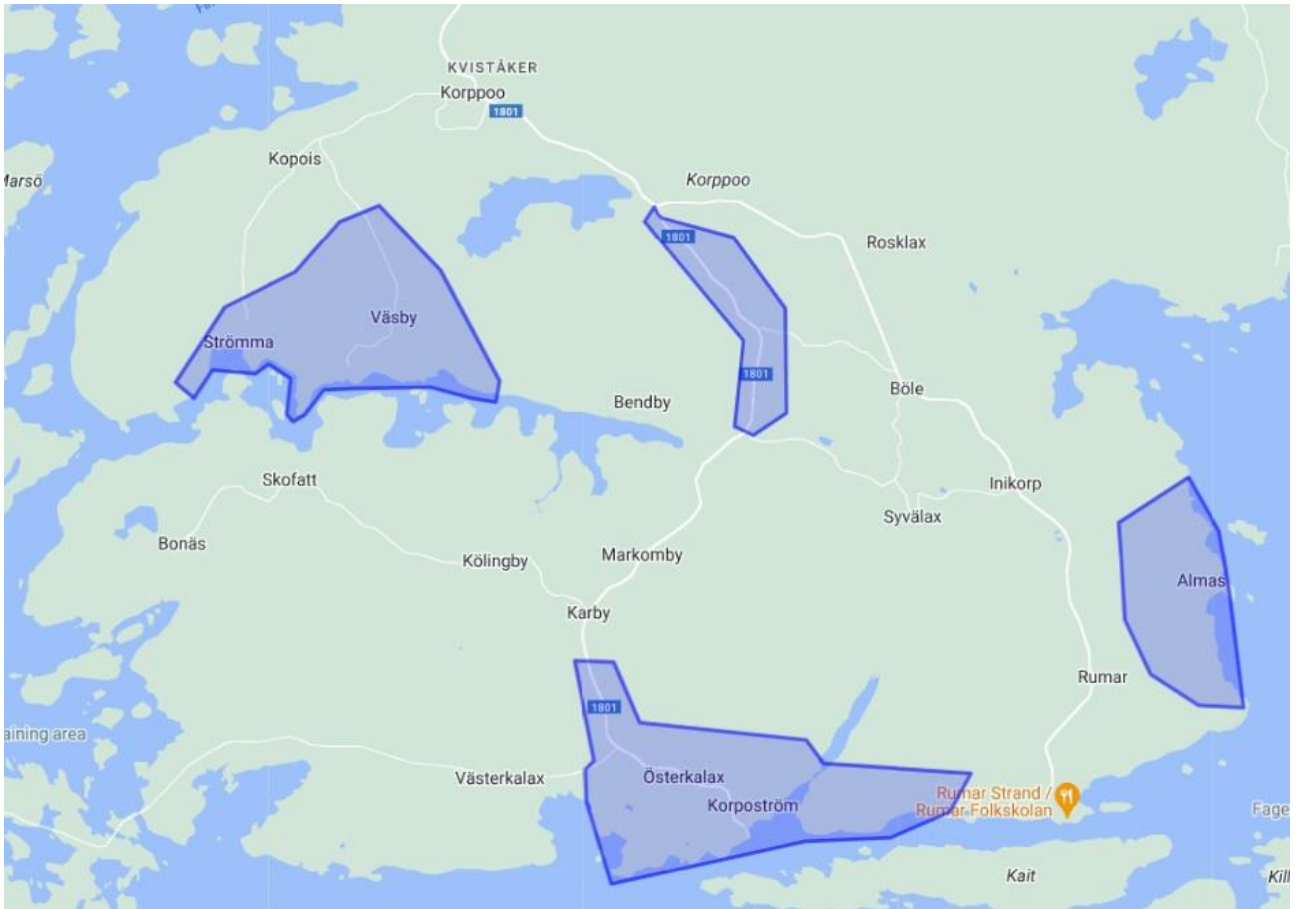 KVISTÅKER
Korppoo
1801
Kopois
Marsö
Korppoo
1801
Rosklax
Väsby
Strömma
1801
Böle
Bendby
Skofatt
Inikorp
Syvälax
Bonäs
Kölingby
Markomby
Almas
Karby
Rumar
1801
aining area
Västerkalax
Österkalax
Korpoström
Rumar Strand /
Rumar Folkskolan
Fage
Kait
Kill